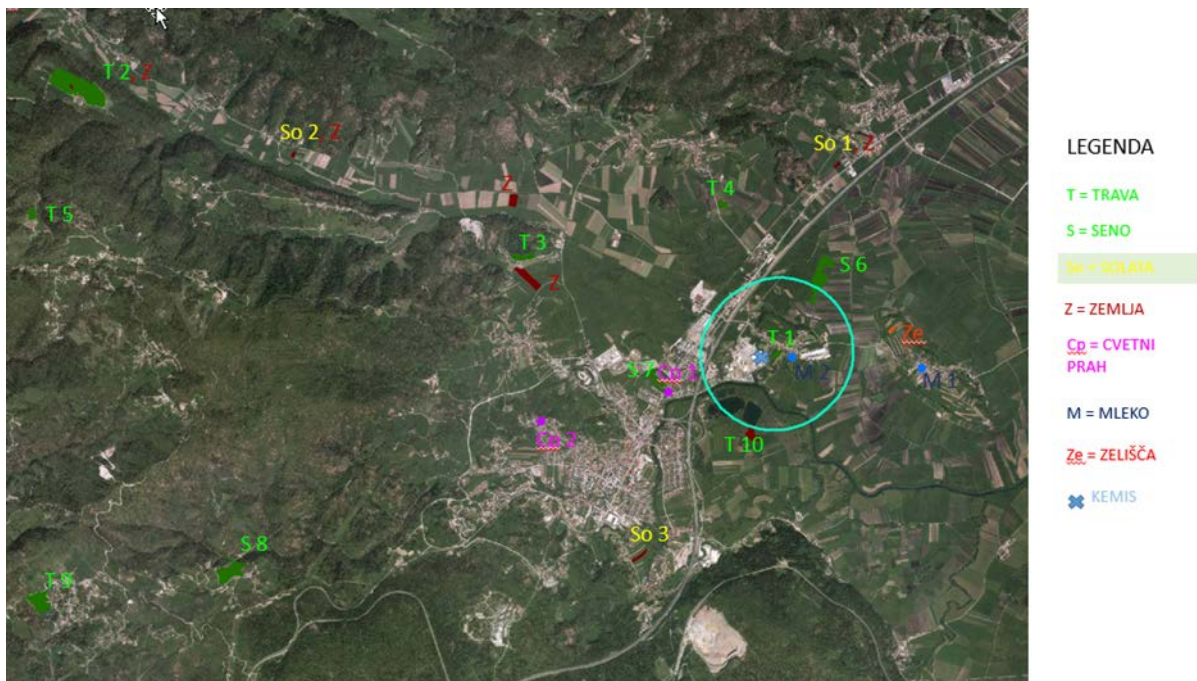 T 2, Z
So 2, Z
So 1, Z
LEGENDA
T 4
Z
T = TRAVA
T 5
S = SENO
T 3
S 6
So = SOLATA
Z
Z = ZEMLJA
Ze
T 1
Cp = CVETNI
PRAH
M 2
M 1
S 7
Cp 1
M = MLEKO
Cp 2
T 10
Ze = ZELIŠČA
KEMIS
So 3
S 8
T 9